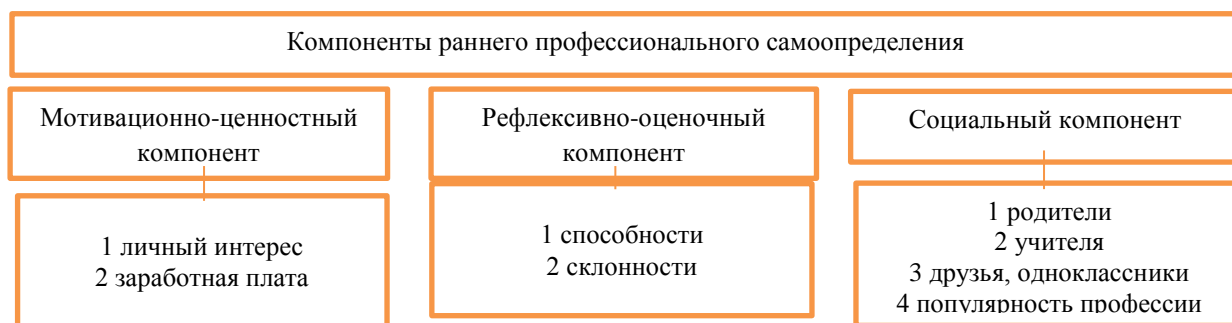 Компоненты раннего профессионального самоопределения
Мотивационно-ценностный
компонент
Рефлексивно-оценочный
компонент
Социальный компонент
1 личный интерес
2 заработная плата
1 способности
2 склонности
1 родители
2 учителя
3 друзья, одноклассники
4 популярность профессии